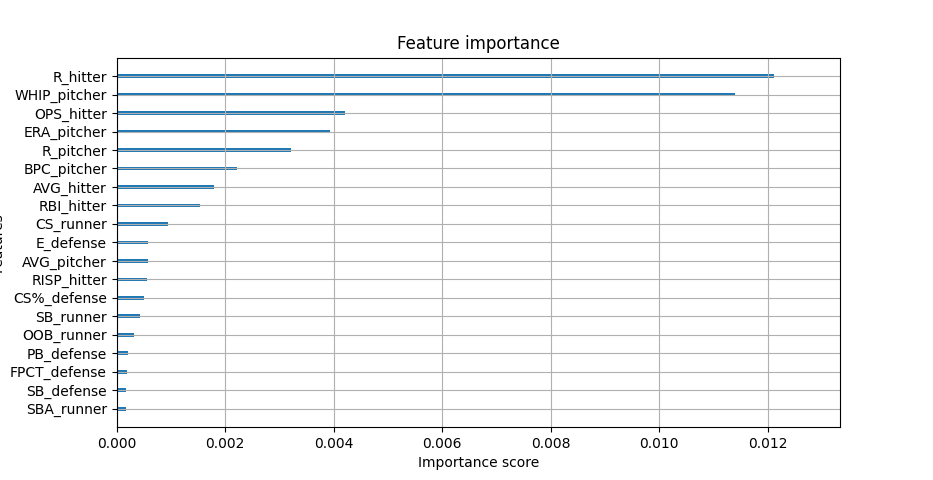 Feature importance
R_hitter
WHIP_pitcher
OPS_hitter
ERA_pitcher
R_pitcher
BPC_pitcher
AVG_hitter
RBI_hitter
CS_runner
E_defense
AVG_pitcher
RISP_hitter
CS%_defense
SB_runner
OOB_runner
PB_defense
FPCT_defense
SB_defense
SBA_runner
0.000 0.002 0.004 0.006 0.008 0.010 0.012
Importance score